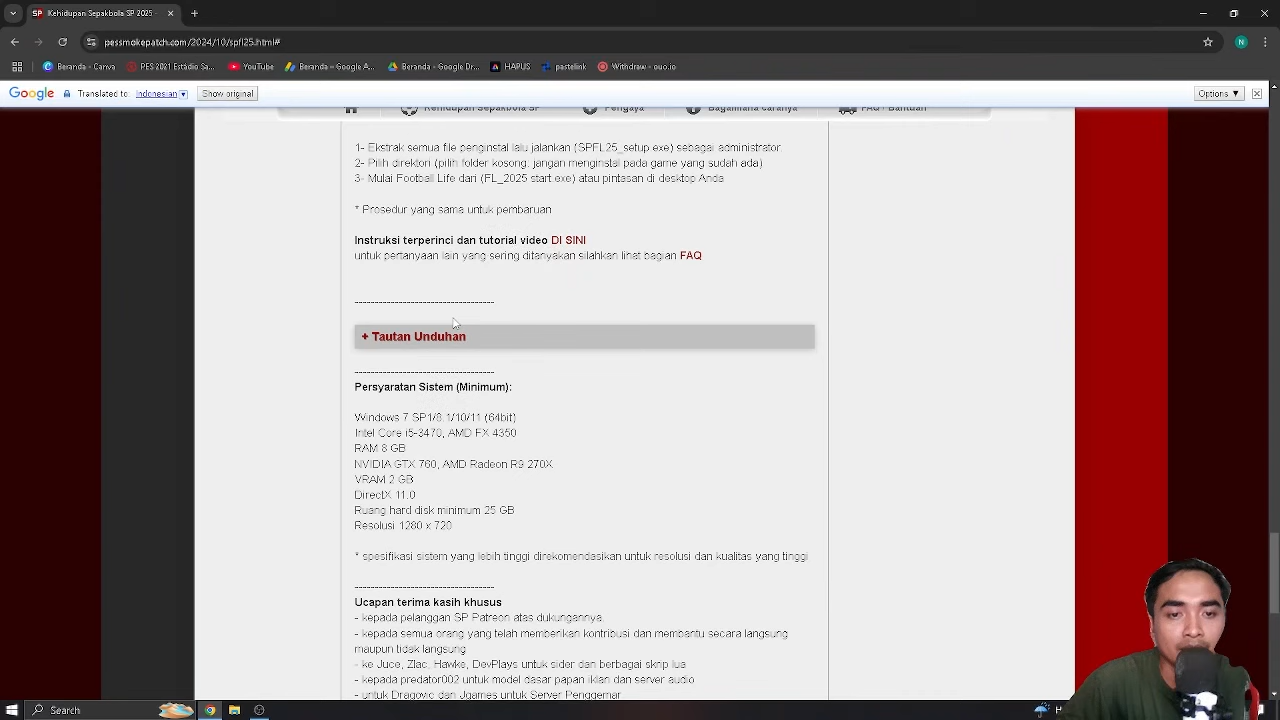 SP Kehidupan Sepakbola SP 2025 -
pessmokepatch.com/2024/10/spfl25.html#
Beranda - Canva
PES2021 Estádio Sa...
YouTube
Beranda – Google A...
Beranda – Google Dr...
HAPUS
pastelink
Withdraw - ouo.io
Google
Translated to: Indonesian
Show original
Options ▼
Kehidupan Sepakbola SP
Pengaya
Bagaimana caranya
FAQ / Bantuan
1- Ekstrak semua file penginstal lalu jalankan (SPFL25_setup.exe) sebagai administrator
2- Pilih direktori (pilih folder kosong, jangan menginstal pada game yang sudah ada)
3- Mulai Football Life dari (FL_2025 start.exe) atau pintasan di desktop Anda
* Prosedur yang sama untuk pembaruan
Instruksi terperinci dan tutorial video DI SINI
untuk pertanyaan lain yang sering ditanyakan silahkan lihat bagian FAQ
-----------------------------------
+ Tautan Unduhan
-----------------------------------
Persyaratan Sistem (Minimum):
Windows 7 SP1/8.1/10/11 (64bit)
Intel Core i5-3470, AMD FX 4350
RAM 8 GB
NVIDIA GTX 760, AMD Radeon R9 270X
VRAM 2 GB
DirectX 11.0
Ruang hard disk minimum 25 GB
Resolusi 1280 x 720
* spesifikasi sistem yang lebih tinggi direkomendasikan untuk resolusi dan kualitas yang tinggi
-----------------------------------
Ucapan terima kasih khusus
- kepada pelanggan SP Patreon atas dukungannya.
- kepada semua orang yang telah memberikan kontribusi dan membantu secara langsung
maupun tidak langsung
- ke Juce, Zlac, Hawke, DevPlays untuk sider dan berbagai skrip lua
- kepada predator002 untuk model dasar papan iklan dan server audio
- untuk Dragovic dan Jgames untuk Server Penggemar
Search